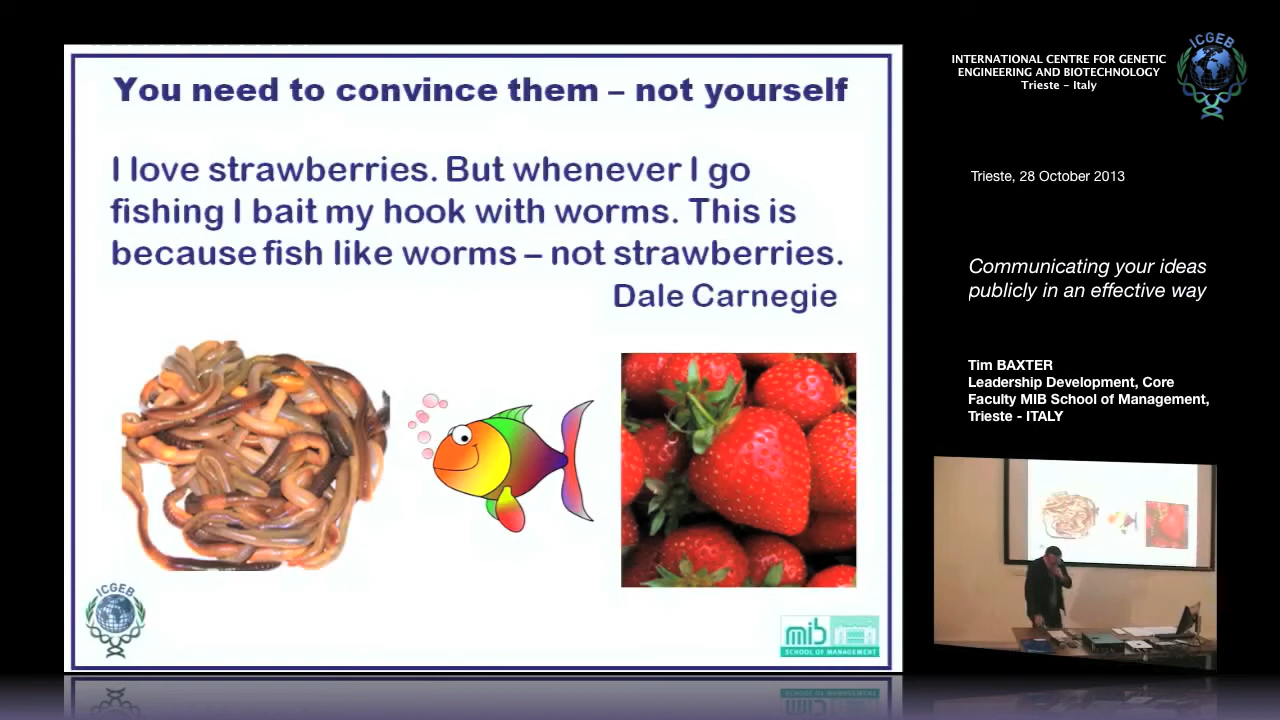 You need to convince them – not yourself
I love strawberries. But whenever I go
fishing I bait my hook with worms. This is
because fish like worms – not strawberries.
Dale Carnegie
ICGEB
mib
SCHOOL OF MANAGEMENT
INTERNATIONAL CENTRE FOR GENETIC
ENGINEERING AND BIOTECHNOLOGY
Trieste - Italy
ICGEB
Trieste, 28 October 2013
Communicating your ideas
publicly in an effective way
Tim BAXTER
Leadership Development, Core
Faculty MIB School of Management,
Trieste - ITALY